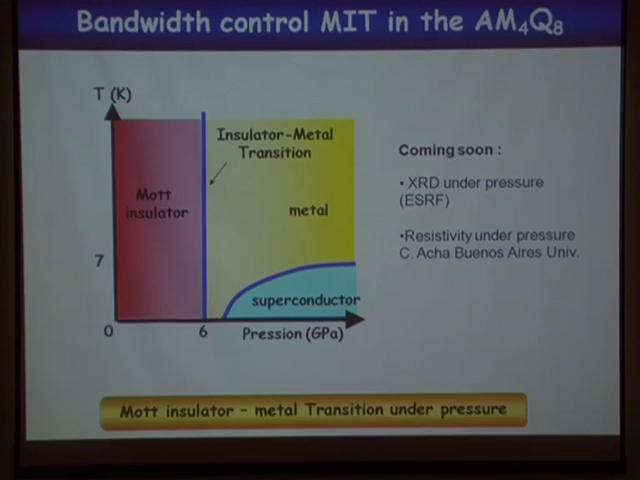 Bandwidth control MIT in the AM₄Q₈
T (K)
Insulator-Metal
Transition
Mott
insulator
metal
7
superconductor
0
6
Pression (GPa)
Coming soon :
• XRD under pressure
(ESRF)
•Resistivity under pressure
C. Acha Buenos Aires Univ.
Mott insulator - metal Transition under pressure